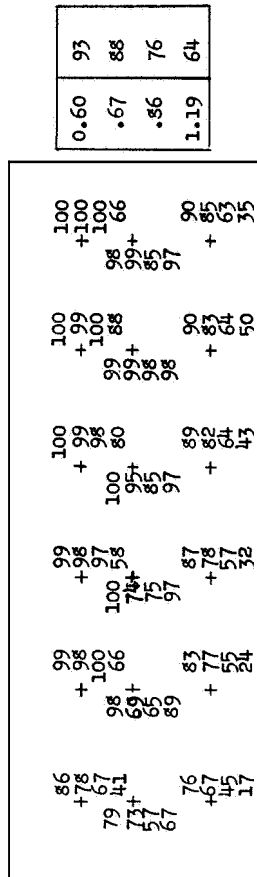 86 99 99 100 100 100
+78 +98 +98 +99 +99 +100
67 100 97 98 100 100
79 41 98 66 100 58 100 80 99 88 98 66
73+ 69+ 74+ 95+ 99+ 99+
57 65 75 85 98 85
67 89 97 97 98 97
76 83 87 89 90 90
+67 +77 +78 +82 +83 +85
45 55 57 64 64 63
17 24 32 43 50 35
0.60 93
.67 88
.86 76
1.19 64